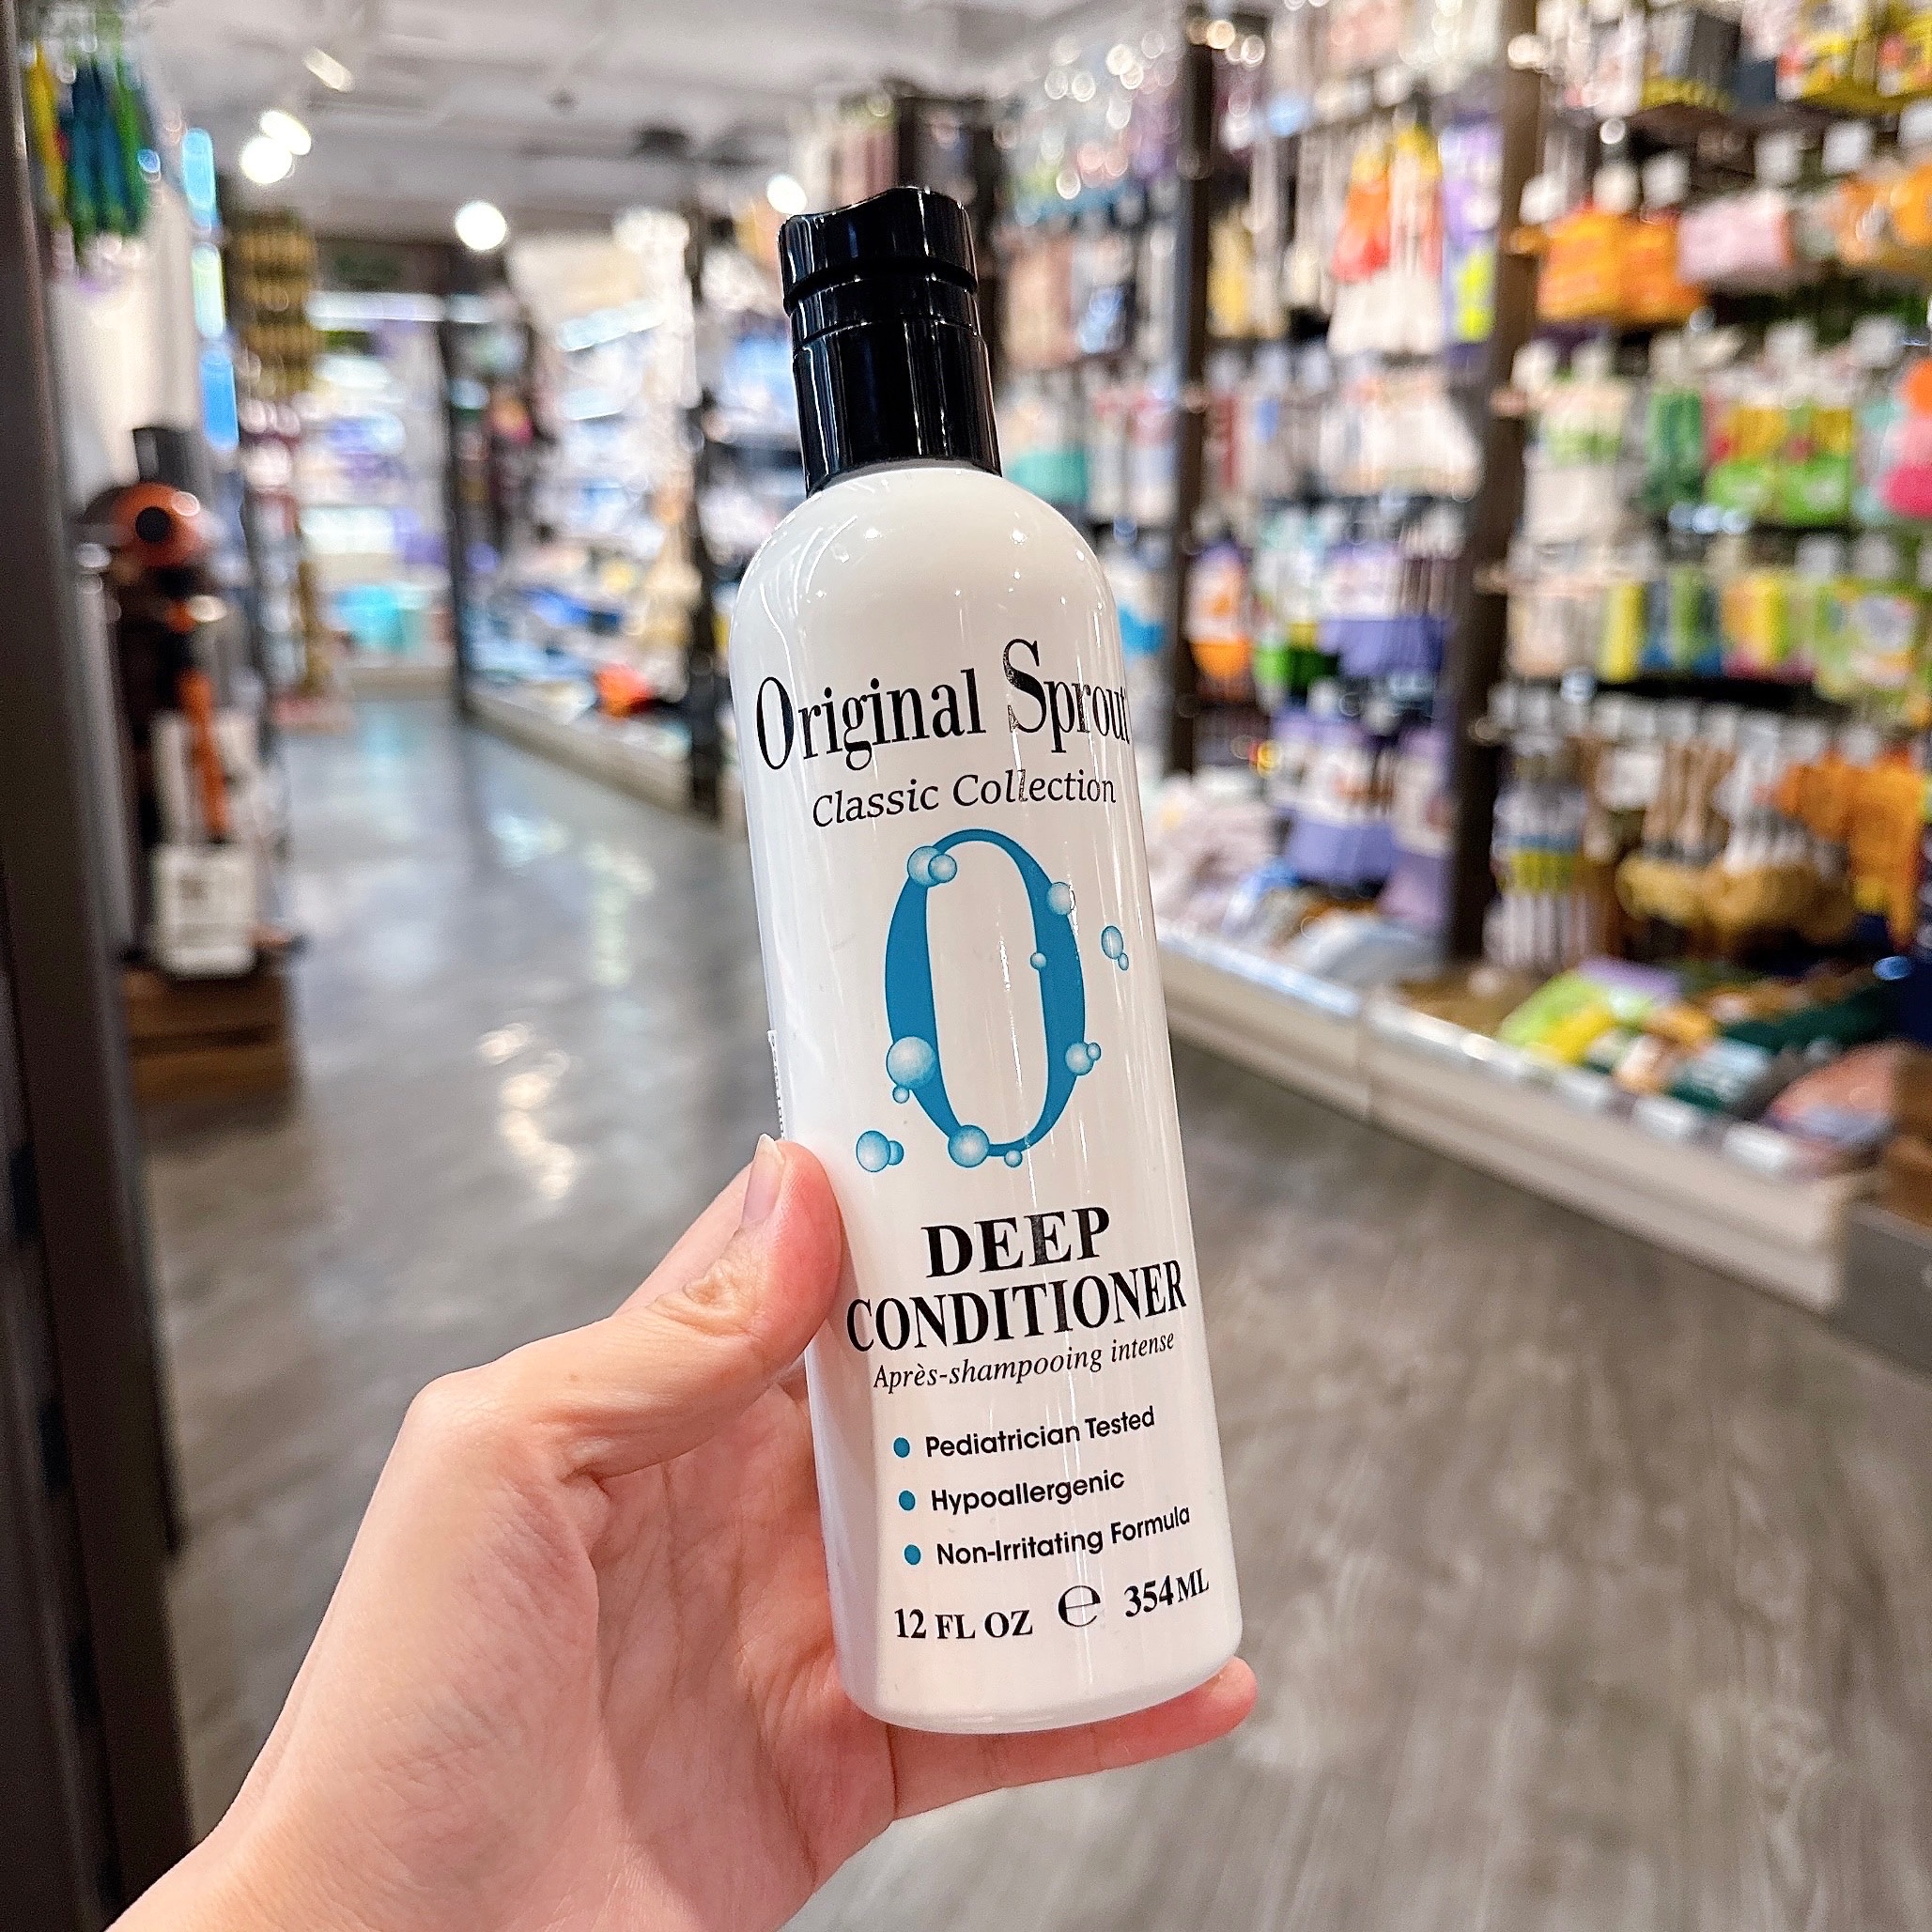 Original Sprout
Classic Collection
O
DEEP
CONDITIONER
Après-shampooing intense
Pediatrician Tested
Hypoallergenic
Non-Irritating Formula
12 FL OZ ℮ 354ML